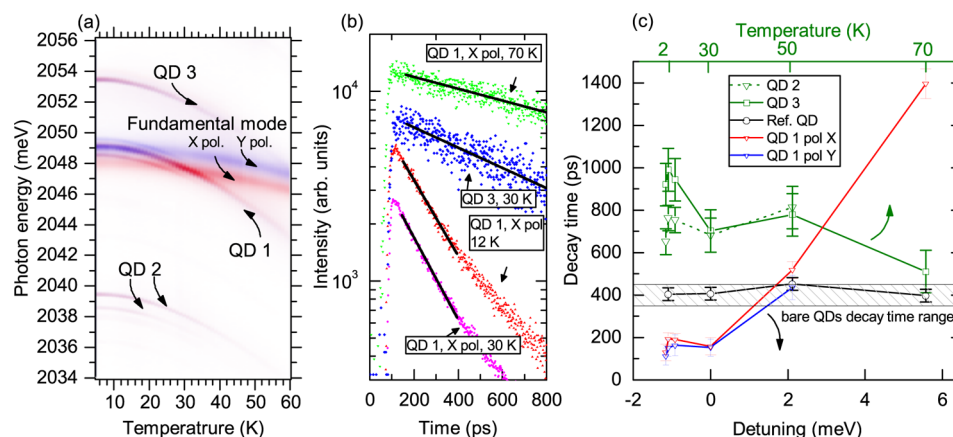 (a)
2056
2054
2052
2050
2048
2046
2044
2042
2040
2038
2036
2034
Photon energy (meV)
QD 3
Fundamental mode
X pol.
Y pol.
QD 1
QD 2
10 20 30 40 50 60
Temperatrure (K)
(b)
QD 1, X pol, 70 K
10⁴
10³
Intensity (arb. units)
QD 3, 30 K
QD 1, X pol
12 K
QD 1, X pol, 30 K
0 200 400 600 800
Time (ps)
(c)
Temperature (K)
2 30 50 70
1400
1200
1000
800
600
400
200
0
Decay time (ps)
QD 2
QD 3
Ref. QD
QD 1 pol X
QD 1 pol Y
bare QDs decay time range
-2 0 2 4 6
Detuning (meV)